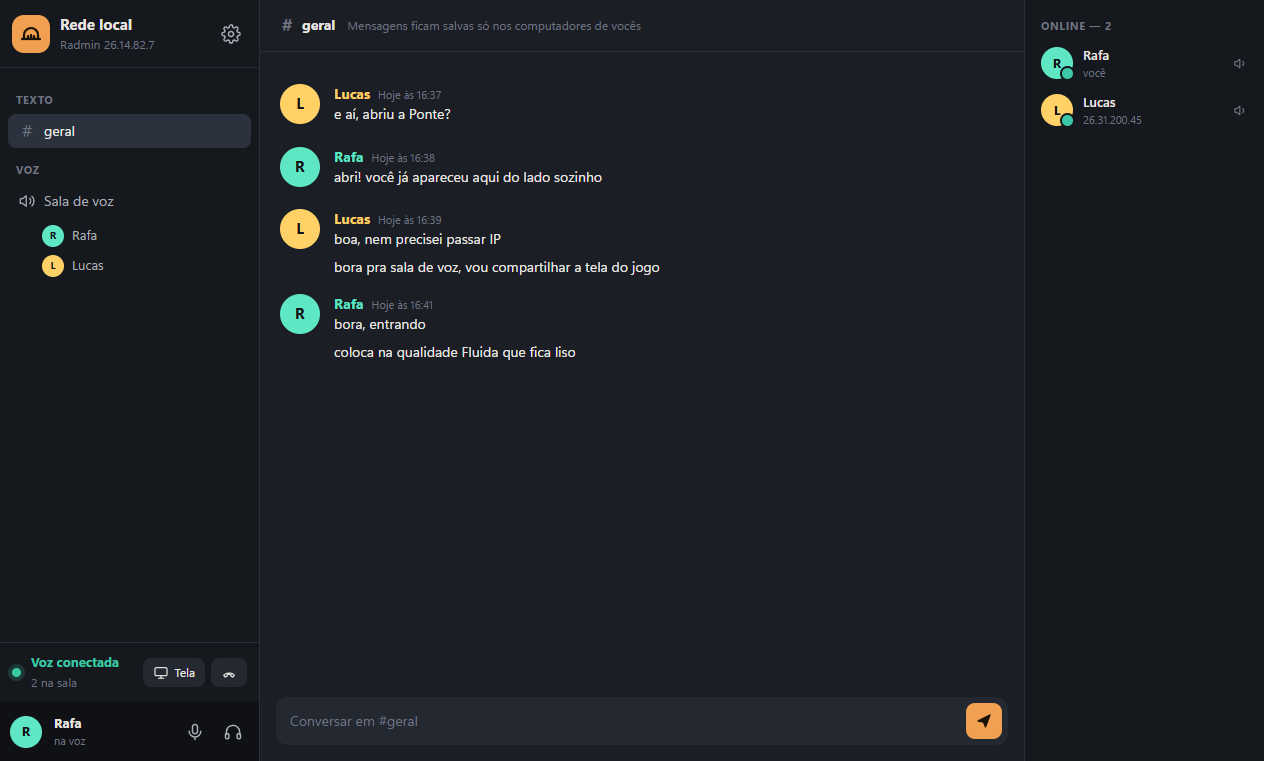 Rede local
Radmin 26.14.82.7
TEXTO
# geral
VOZ
Sala de voz
R Rafa
L Lucas
Voz conectada
2 na sala
Tela
R Rafa
na voz
# geral Mensagens ficam salvas só nos computadores de vocês
L
Lucas Hoje às 16:37
e aí, abriu a Ponte?
R
Rafa Hoje às 16:38
abri! você já apareceu aqui do lado sozinho
L
Lucas Hoje às 16:39
boa, nem precisei passar IP
bora pra sala de voz, vou compartilhar a tela do jogo
R
Rafa Hoje às 16:41
bora, entrando
coloca na qualidade Fluida que fica liso
Conversar em #geral
ONLINE — 2
R Rafa
você
L Lucas
26.31.200.45